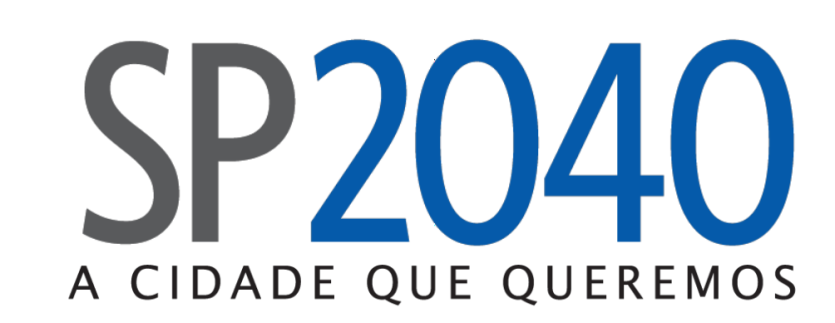 SP2040
A CIDADE QUE QUEREMOS